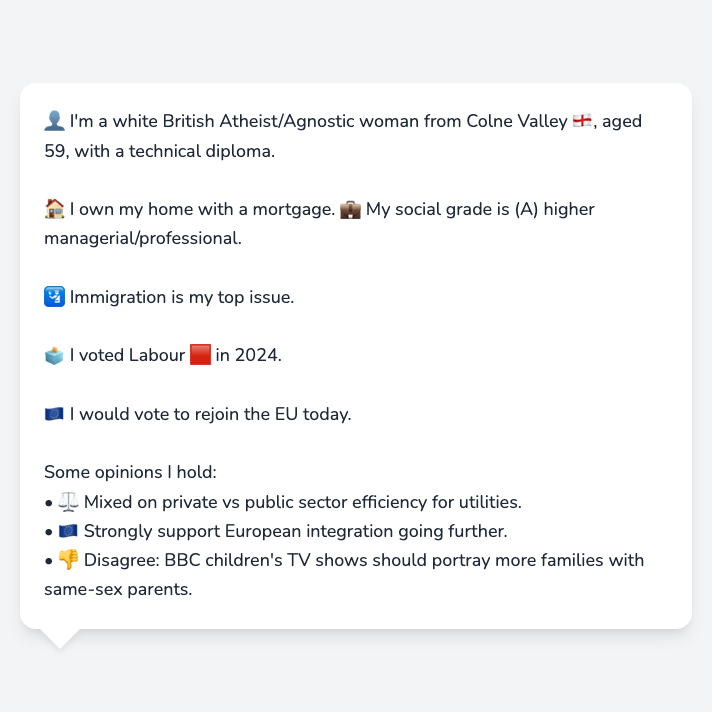 👤 I'm a white British Atheist/Agnostic woman from Colne Valley 🏴󠁧󠁢󠁥󠁮󠁧󠁿, aged
59, with a technical diploma.
🏠 I own my home with a mortgage. 💼 My social grade is (A) higher
managerial/professional.
🛂 Immigration is my top issue.
🗳️ I voted Labour 🟥 in 2024.
🇪🇺 I would vote to rejoin the EU today.
Some opinions I hold:
• ⚖️ Mixed on private vs public sector efficiency for utilities.
• 🇪🇺 Strongly support European integration going further.
• 👎 Disagree: BBC children's TV shows should portray more families with
same-sex parents.